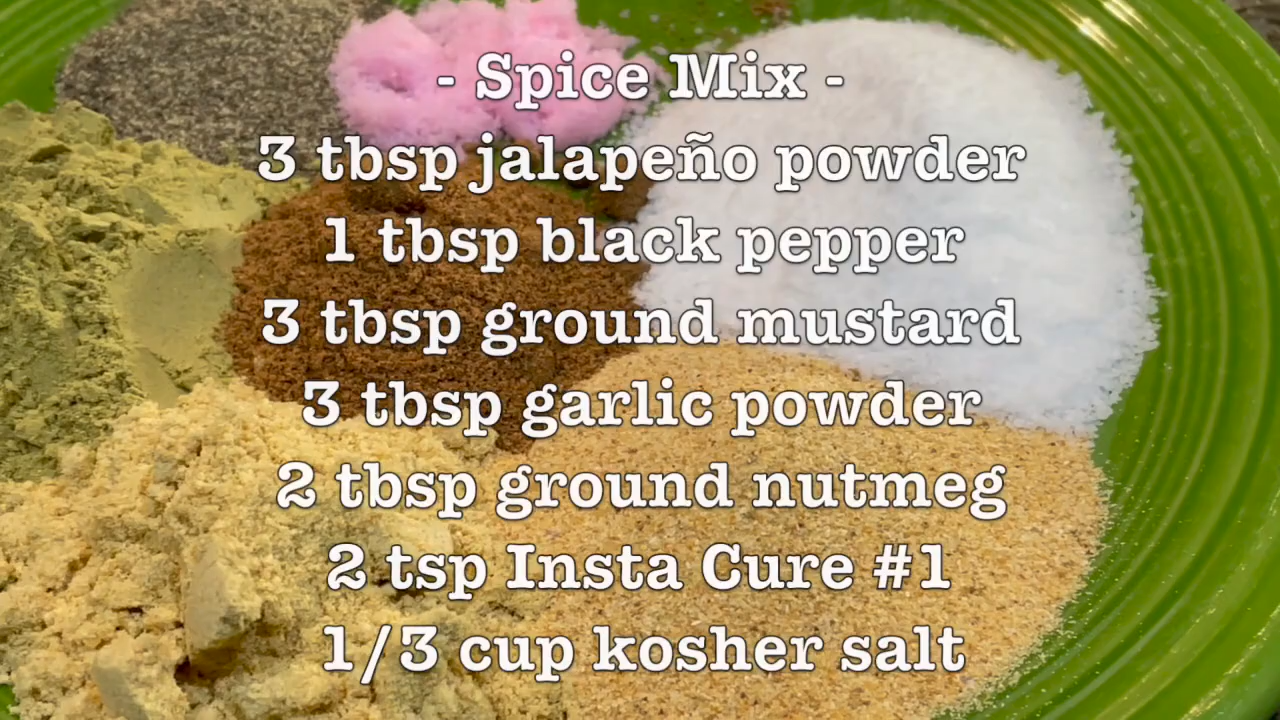 - Spice Mix -
3 tbsp jalapeño powder
1 tbsp black pepper
3 tbsp ground mustard
3 tbsp garlic powder
2 tbsp ground nutmeg
2 tsp Insta Cure #1
1/3 cup kosher salt